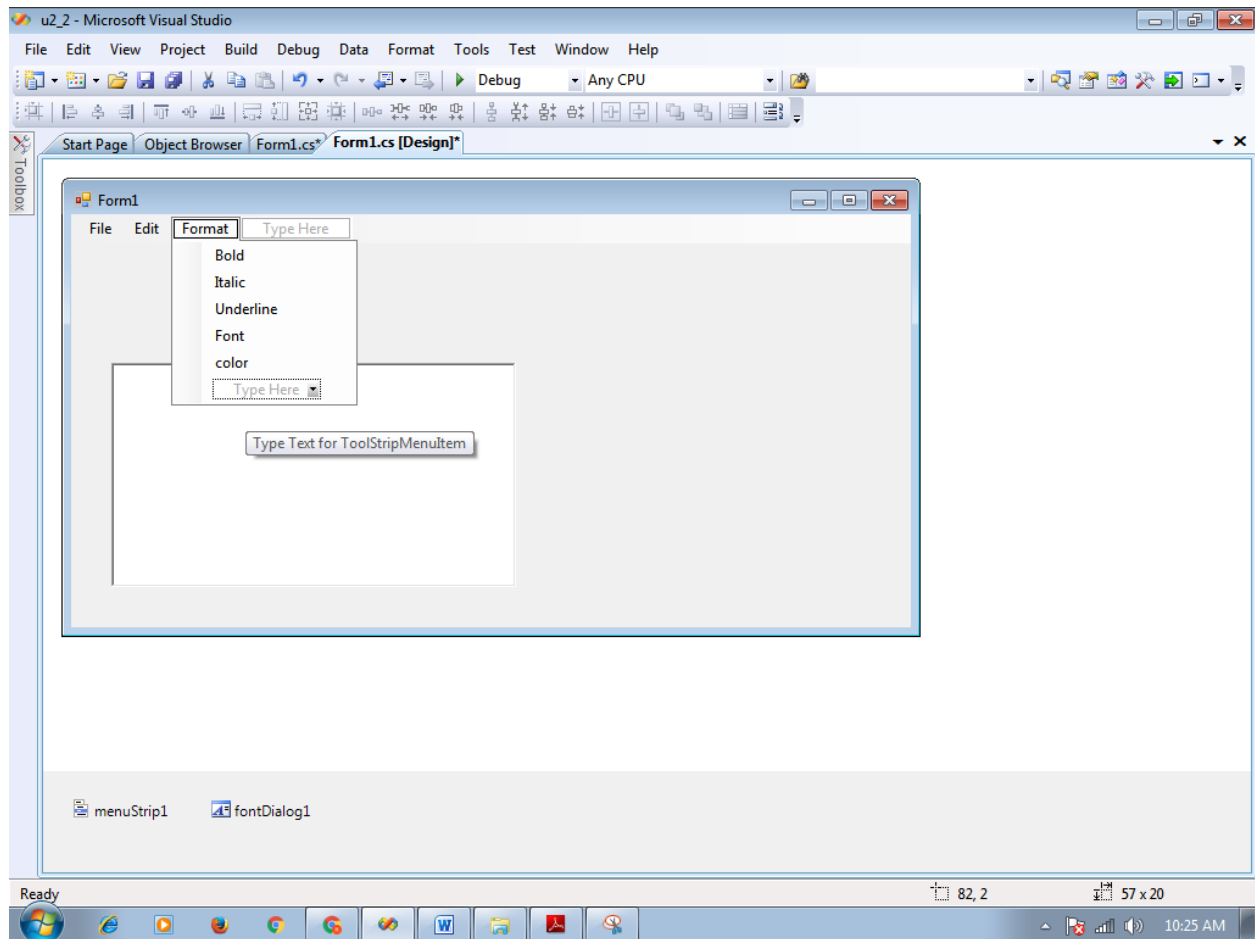 u2_2 - Microsoft Visual Studio
File Edit View Project Build Debug Data Format Tools Test Window Help
Debug Any CPU
Start Page Object Browser Form1.cs* Form1.cs [Design]*
Toolbox
Form1
File Edit Format Type Here
Bold
Italic
Underline
Font
color
Type Here
Type Text for ToolStripMenuItem
menuStrip1 fontDialog1
Ready 82, 2 57 x 20
10:25 AM